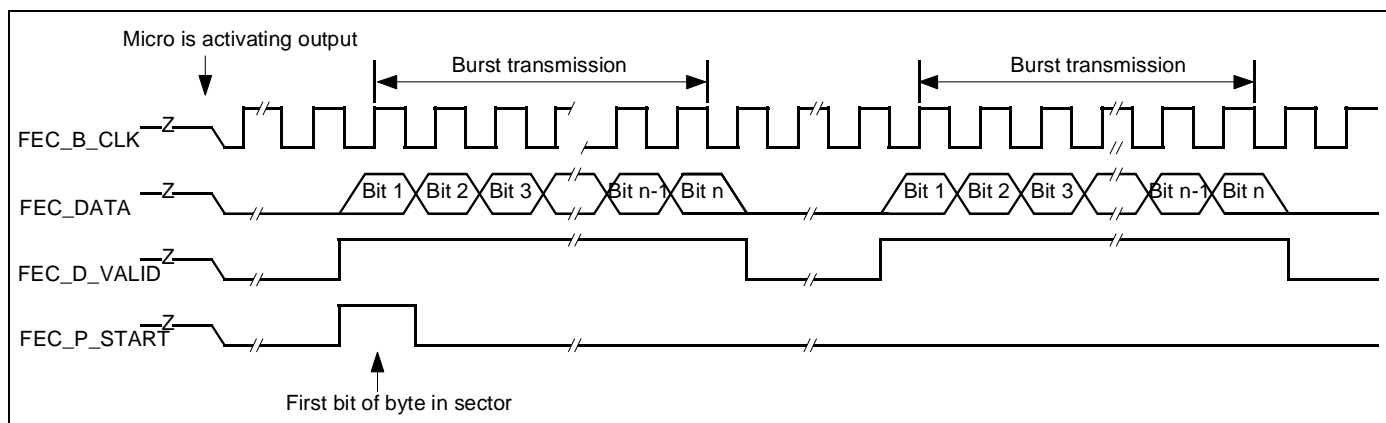 Micro is activating output
Burst transmission Burst transmission
Z
FEC_B_CLK
Z
FEC_DATA Bit 1 Bit 2 Bit 3 Bit n-1 Bit n Bit 1 Bit 2 Bit 3 Bit n-1 Bit n
Z
FEC_D_VALID
Z
FEC_P_START
First bit of byte in sector